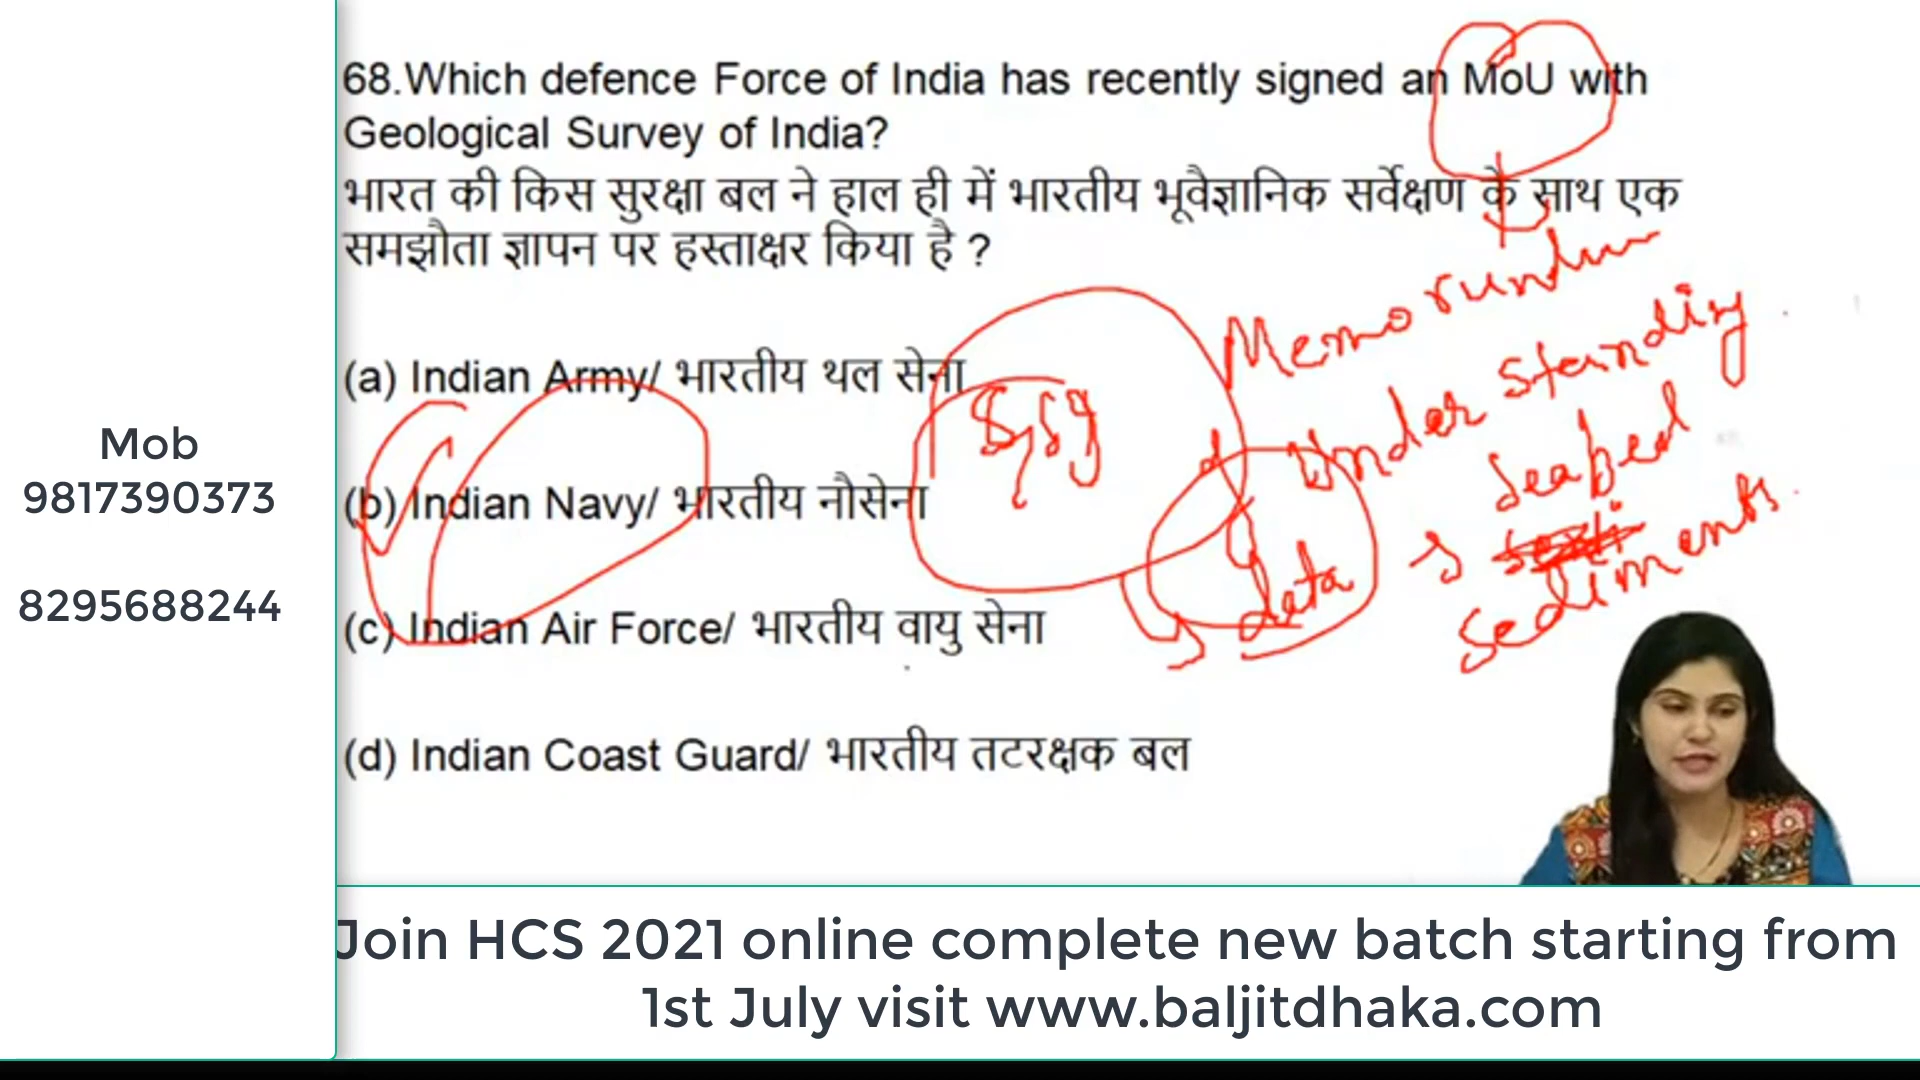 68.Which defence Force of India has recently signed an MoU with
Geological Survey of India?
भारत की किस सुरक्षा बल ने हाल ही में भारतीय भूवैज्ञानिक सर्वेक्षण के साथ एक
समझौता ज्ञापन पर हस्ताक्षर किया है ?
Memorundum
Under standing
(a) Indian Army/ भारतीय थल सेना
(b) Indian Navy/ भारतीय नौसेना
Seabed
data
sediments
(c) Indian Air Force/ भारतीय वायु सेना
(d) Indian Coast Guard/ भारतीय तटरक्षक बल
Mob
9817390373
8295688244
Join HCS 2021 online complete new batch starting from
1st July visit www.baljitdhaka.com